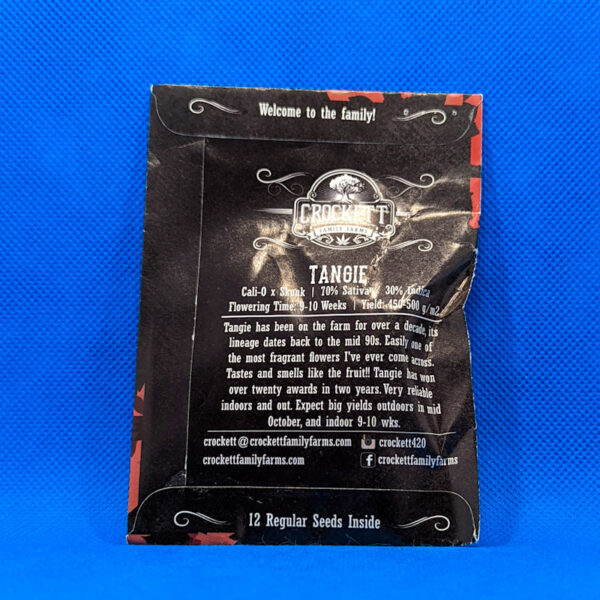 Welcome to the family!
CROCKETT
FAMILY FARMS
TANGIE
Cali-O x Skunk | 70% Sativa 30% Indica
Flowering Time: 9-10 Weeks | Yield: 450-500 g/m2
Tangie has been on the farm for over a decade, its
lineage dates back to the mid 90s. Easily one of
the most fragrant flowers I've ever come across.
Tastes and smells like the fruit!! Tangie has won
over twenty awards in two years. Very reliable
indoors and out. Expect big yields outdoors in mid
October, and indoor 9-10 wks.
crockett@crockettfamilyfarms.com crockett420
crockettfamilyfarms.com crockettfamilyfarms
12 Regular Seeds Inside